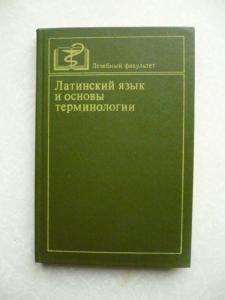 Лечебный факультет
Латинский язык
и основы
терминологии